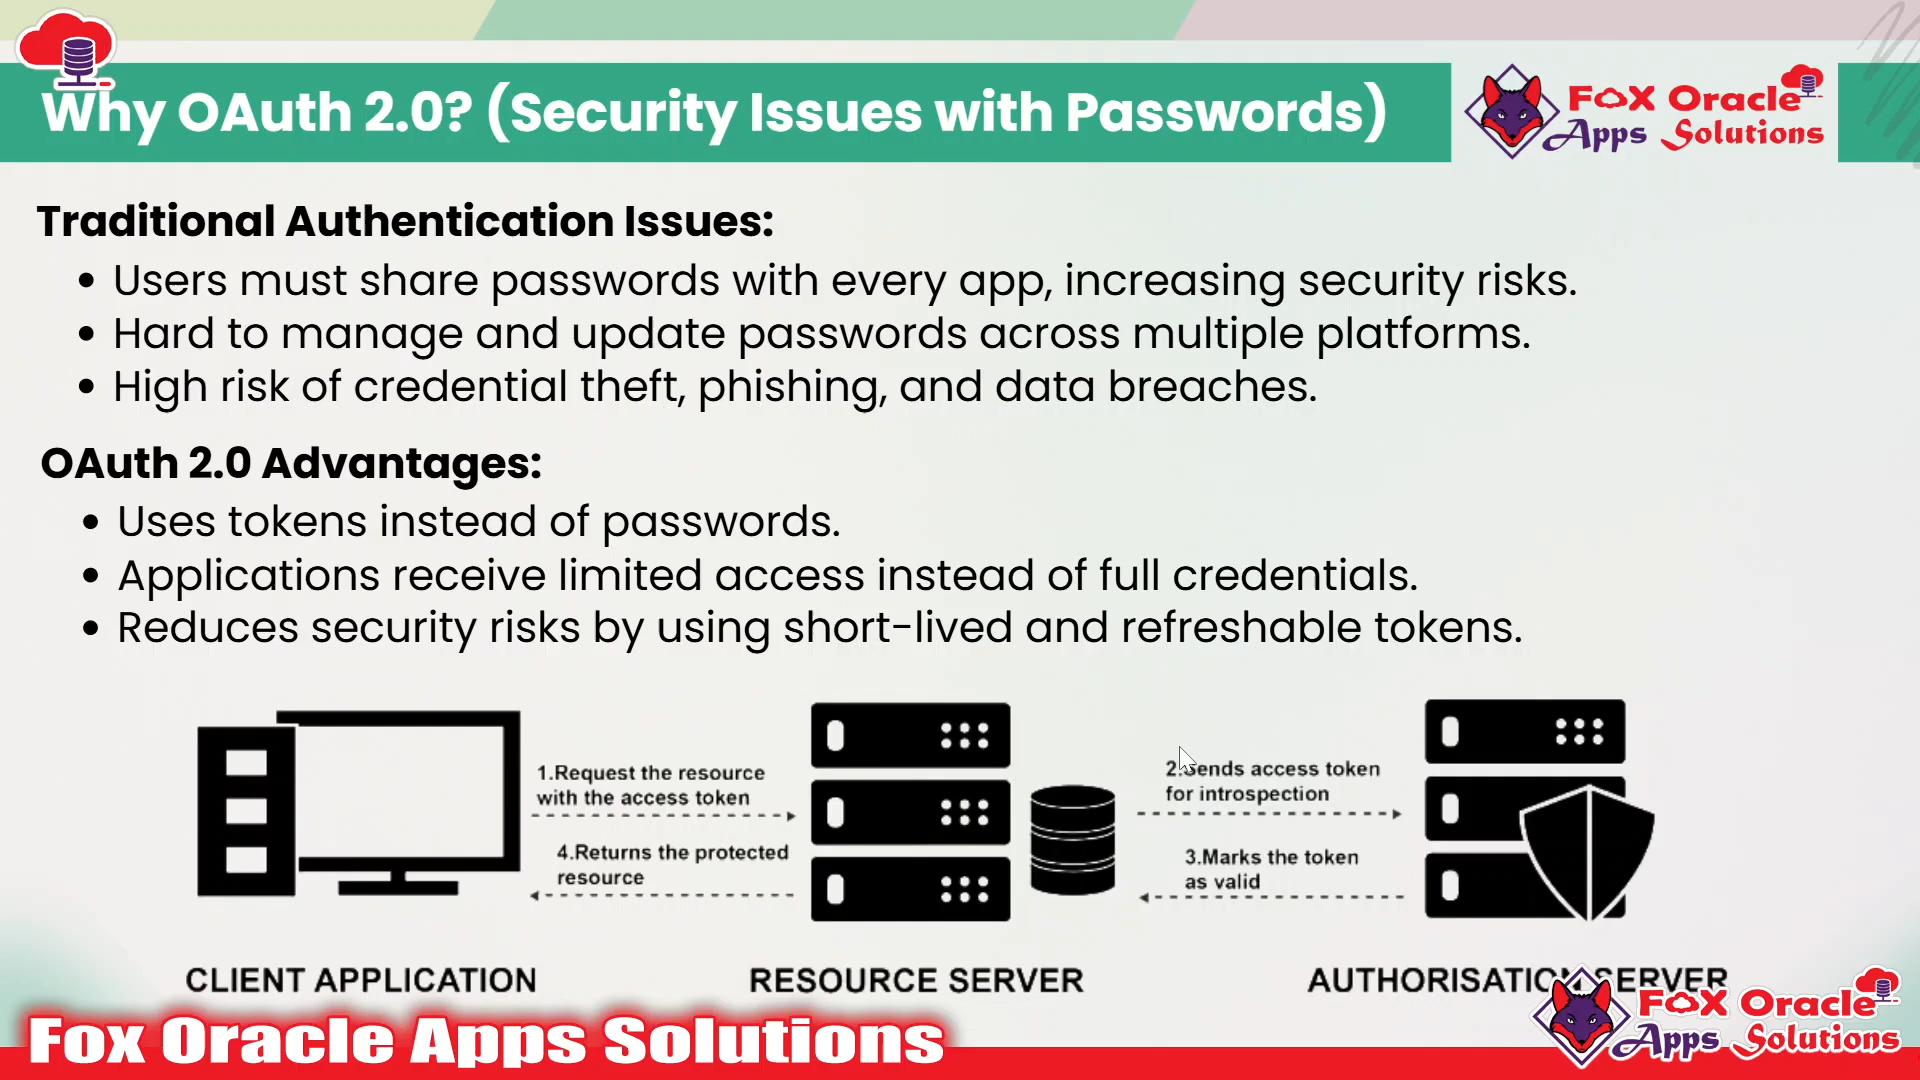 Why OAuth 2.0? (Security Issues with Passwords)
FoX Oracle
Apps Solutions
Traditional Authentication Issues:
• Users must share passwords with every app, increasing security risks.
• Hard to manage and update passwords across multiple platforms.
• High risk of credential theft, phishing, and data breaches.
OAuth 2.0 Advantages:
• Uses tokens instead of passwords.
• Applications receive limited access instead of full credentials.
• Reduces security risks by using short-lived and refreshable tokens.
1.Request the resource
with the access token
4.Returns the protected
resource
2.Sends access token
for introspection
3.Marks the token
as valid
CLIENT APPLICATION
RESOURCE SERVER
AUTHORISATION SERVER
Fox Oracle Apps Solutions
FoX Oracle
Apps Solutions